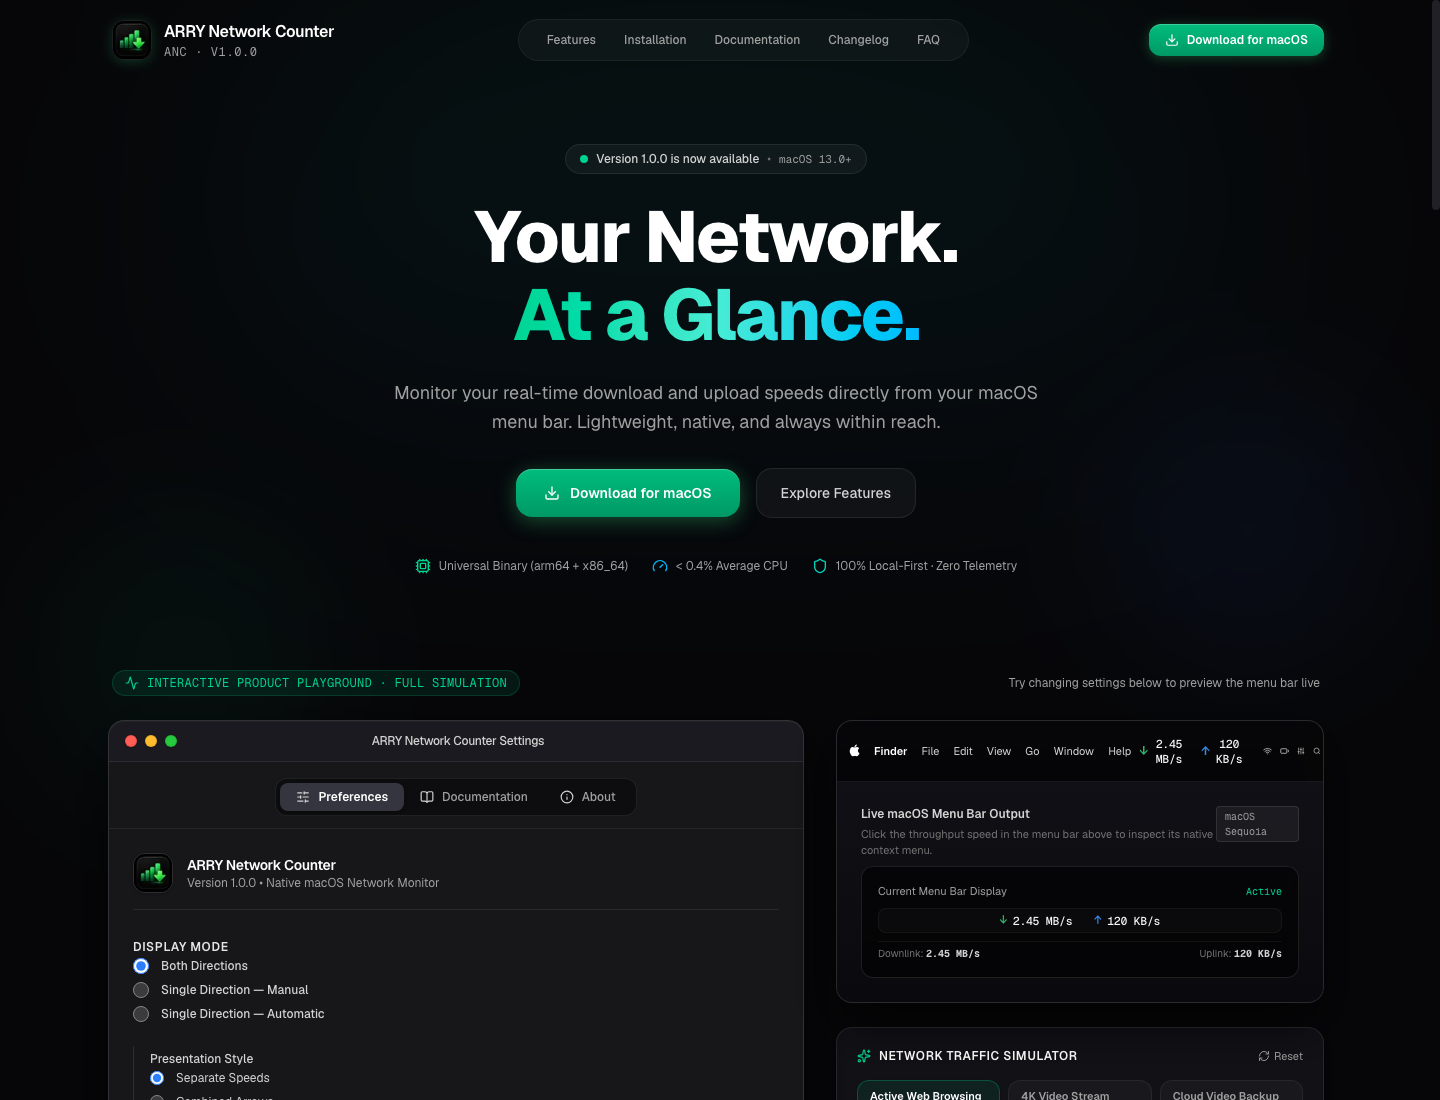 ARRY Network Counter
ANC · V1.0.0
Features
Installation
Documentation
Changelog
FAQ
Download for macOS
Version 1.0.0 is now available • macOS 13.0+
Your Network.
At a Glance.
Monitor your real-time download and upload speeds directly from your macOS
menu bar. Lightweight, native, and always within reach.
Download for macOS
Explore Features
Universal Binary (arm64 + x86_64)
< 0.4% Average CPU
100% Local-First · Zero Telemetry
INTERACTIVE PRODUCT PLAYGROUND · FULL SIMULATION
Try changing settings below to preview the menu bar live
ARRY Network Counter Settings
Preferences
Documentation
About
ARRY Network Counter
Version 1.0.0 • Native macOS Network Monitor
DISPLAY MODE
Both Directions
Single Direction — Manual
Single Direction — Automatic
Presentation Style
Separate Speeds
Combined Arrows
Finder
File
Edit
View
Go
Window
Help
↓ 2.45
MB/s
↑ 120
KB/s
Live macOS Menu Bar Output
Click the throughput speed in the menu bar above to inspect its native
context menu.
macOS
Sequoia
Current Menu Bar Display
Active
↓ 2.45 MB/s
↑ 120 KB/s
Downlink: 2.45 MB/s
Uplink: 120 KB/s
NETWORK TRAFFIC SIMULATOR
Reset
Active Web Browsing
4K Video Stream
Cloud Video Backup